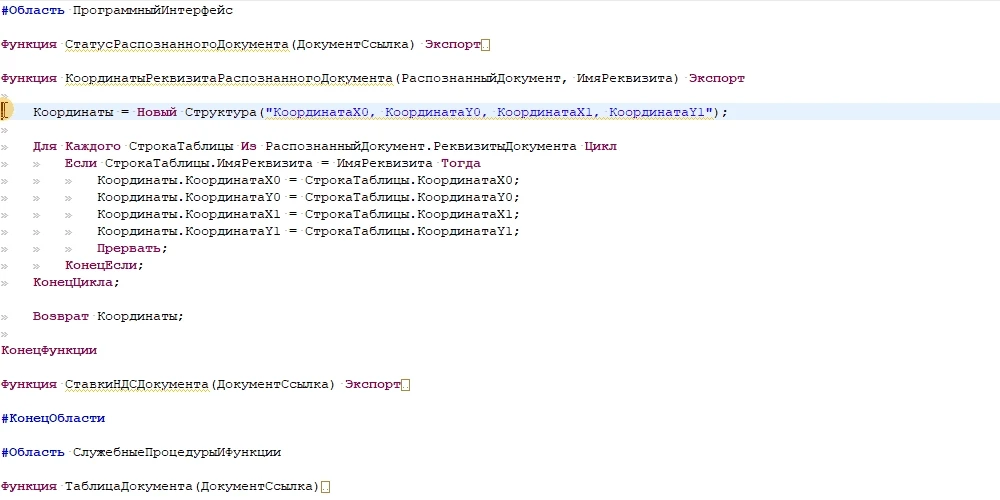 #Область ПрограммныйИнтерфейс
Функция СтатусРаспознанногоДокумента(ДокументСсылка) Экспорт..
Функция КоординатыРеквизитаРаспознанногоДокумента(РаспознанныйДокумент, ИмяРеквизита) Экспорт
Координаты = Новый Структура("КоординатаX0, КоординатаY0, КоординатаX1, КоординатаY1");
Для Каждого СтрокаТаблицы Из РаспознанныйДокумент.РеквизитыДокумента Цикл
Если СтрокаТаблицы.ИмяРеквизита = ИмяРеквизита Тогда
Координаты.КоординатаX0 = СтрокаТаблицы.КоординатаX0;
Координаты.КоординатаY0 = СтрокаТаблицы.КоординатаY0;
Координаты.КоординатаX1 = СтрокаТаблицы.КоординатаX1;
Координаты.КоординатаY1 = СтрокаТаблицы.КоординатаY1;
Прервать;
КонецЕсли;
КонецЦикла;
Возврат Координаты;
КонецФункции
Функция СтавкиНДСДокумента(ДокументСсылка) Экспорт..
#КонецОбласти
#Область СлужебныеПроцедурыИФункции
Функция ТаблицаДокумента(ДокументСсылка)..